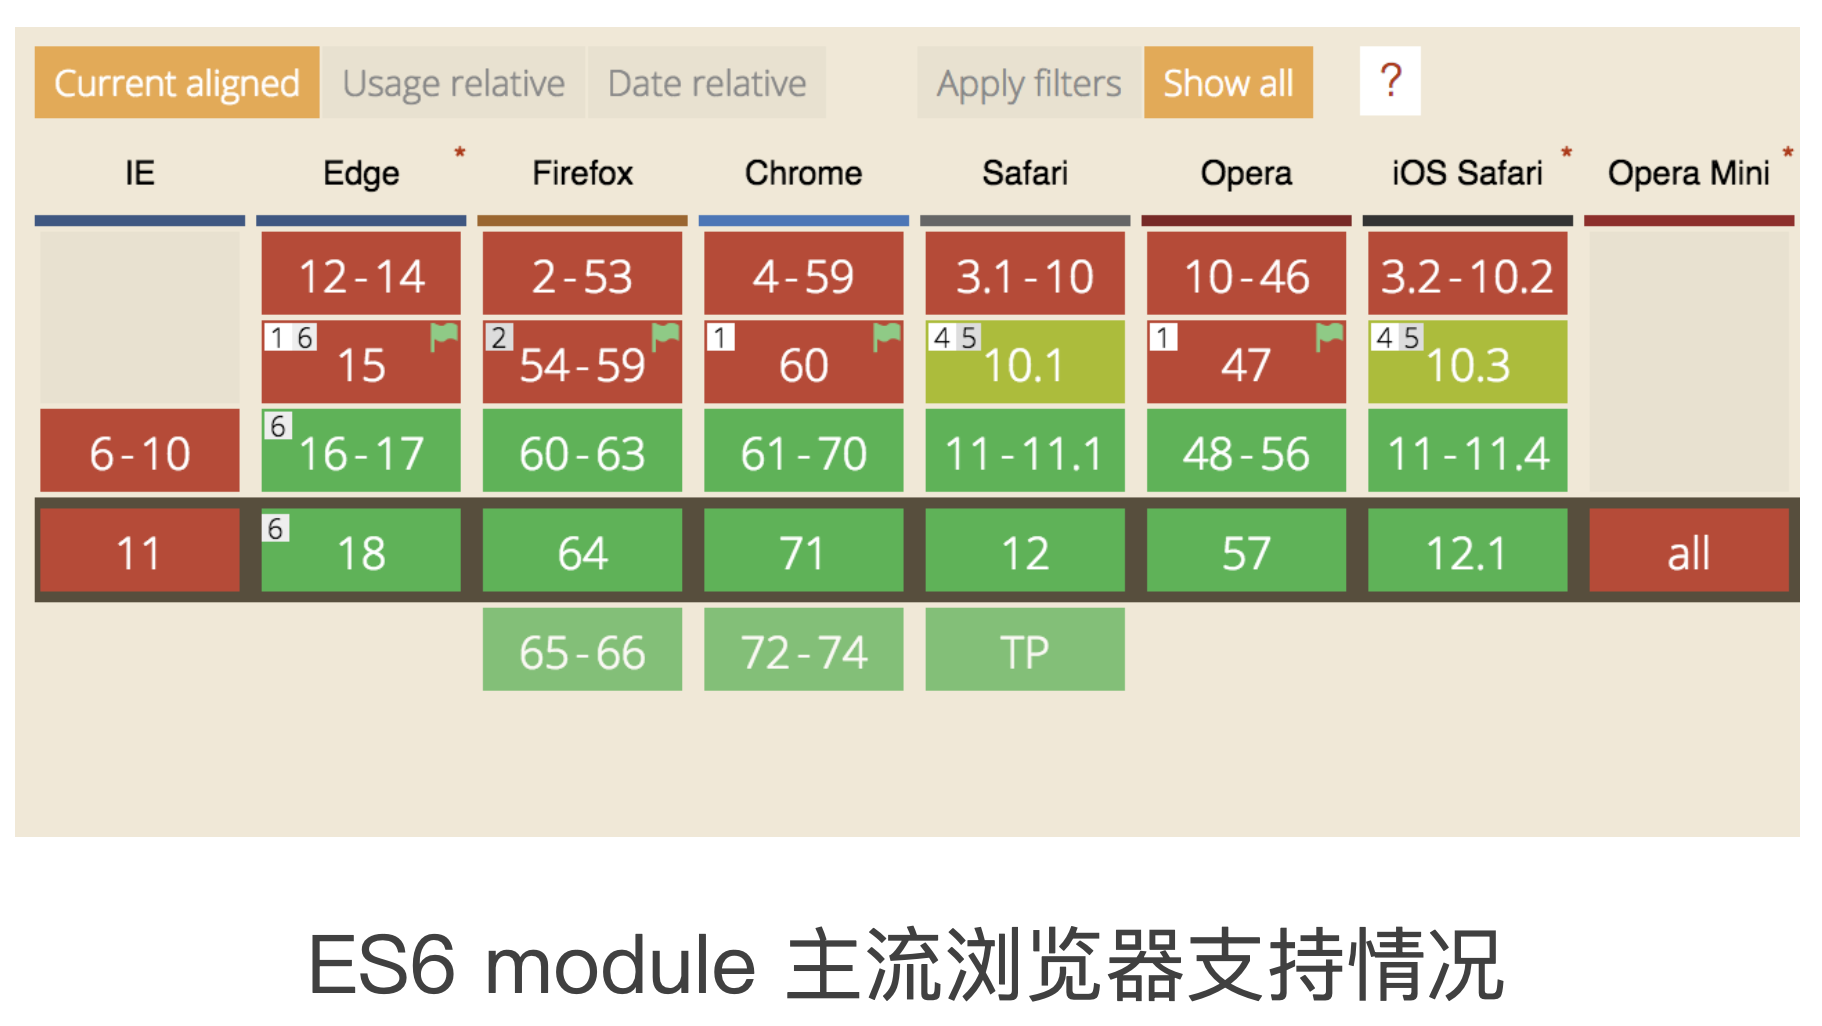 Current aligned Usage relative Date relative Apply filters Show all ?
IE Edge * Firefox Chrome Safari Opera iOS Safari * Opera Mini *
12-14 2-53 4-59 3.1-10 10-46 3.2-10.2
1 6 15 2 54-59 1 60 4 5 10.1 1 47 4 5 10.3
6-10 6 16-17 60-63 61-70 11-11.1 48-56 11-11.4
11 6 18 64 71 12 57 12.1 all
65-66 72-74 TP
ES6 module 主流浏览器支持情况